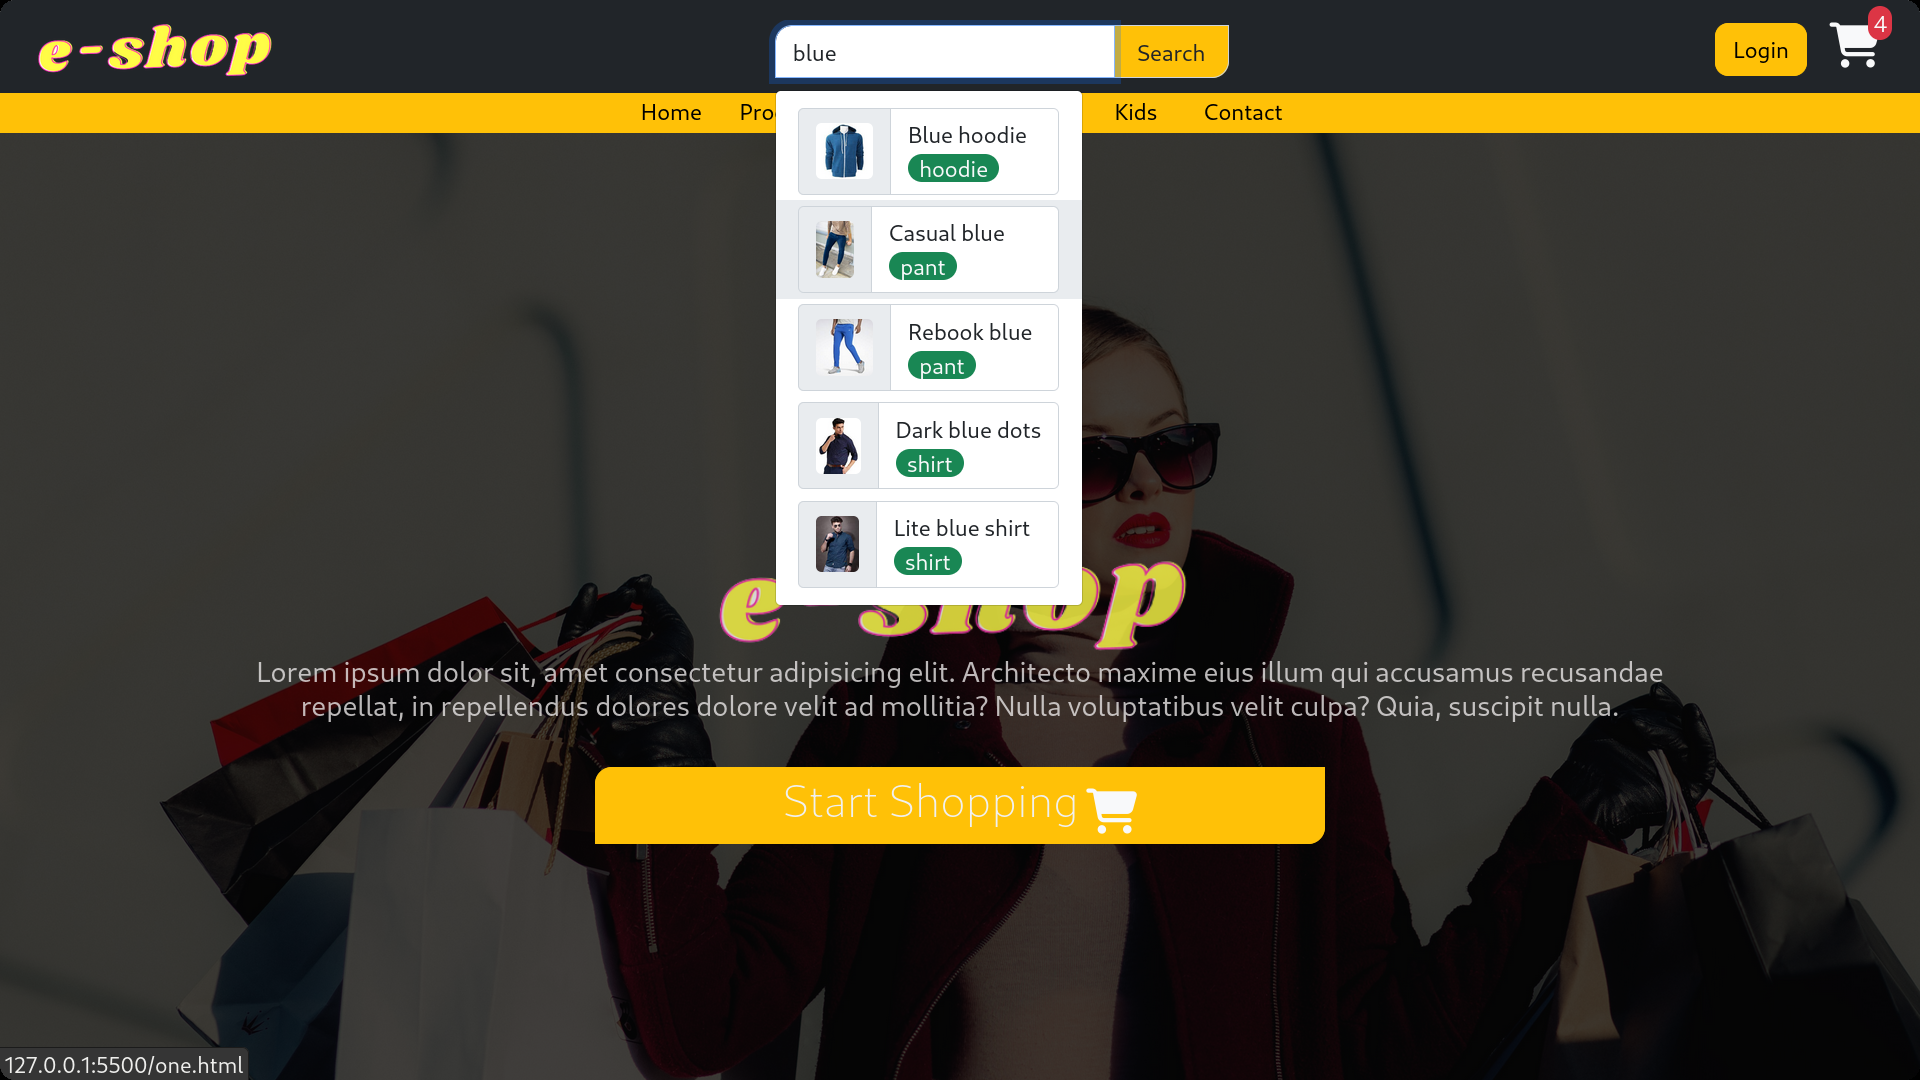 e-shop
blue
Search
Login
4
Home
Kids
Contact
Blue hoodie
hoodie
Casual blue
pant
Rebook blue
pant
Dark blue dots
shirt
Lite blue shirt
shirt
e-shop
Lorem ipsum dolor sit, amet consectetur adipisicing elit. Architecto maxime eius illum qui accusamus recusandae
repellat, in repellendus dolores dolore velit ad mollitia? Nulla voluptatibus velit culpa? Quia, suscipit nulla.
Start Shopping
127.0.0.1:5500/one.html